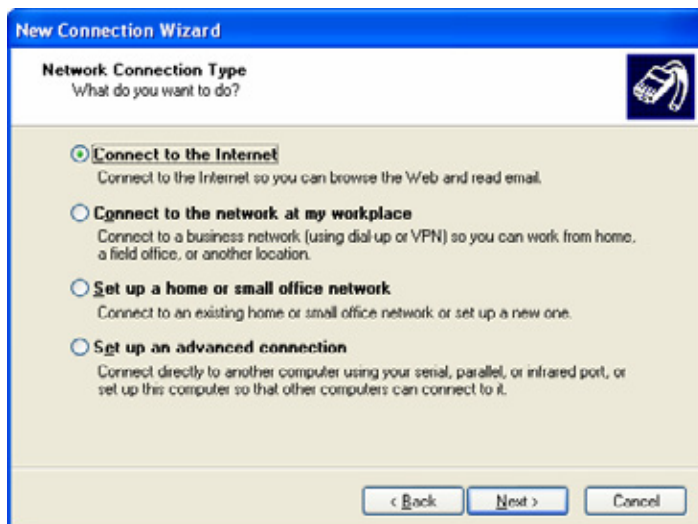 New Connection Wizard
Network Connection Type
What do you want to do?
Connect to the Internet
Connect to the Internet so you can browse the Web and read email.
Connect to the network at my workplace
Connect to a business network (using dial-up or VPN) so you can work from home,
a field office, or another location.
Set up a home or small office network
Connect to an existing home or small office network or set up a new one.
Set up an advanced connection
Connect directly to another computer using your serial, parallel, or infrared port, or
set up this computer so that other computers can connect to it.
< Back Next > Cancel